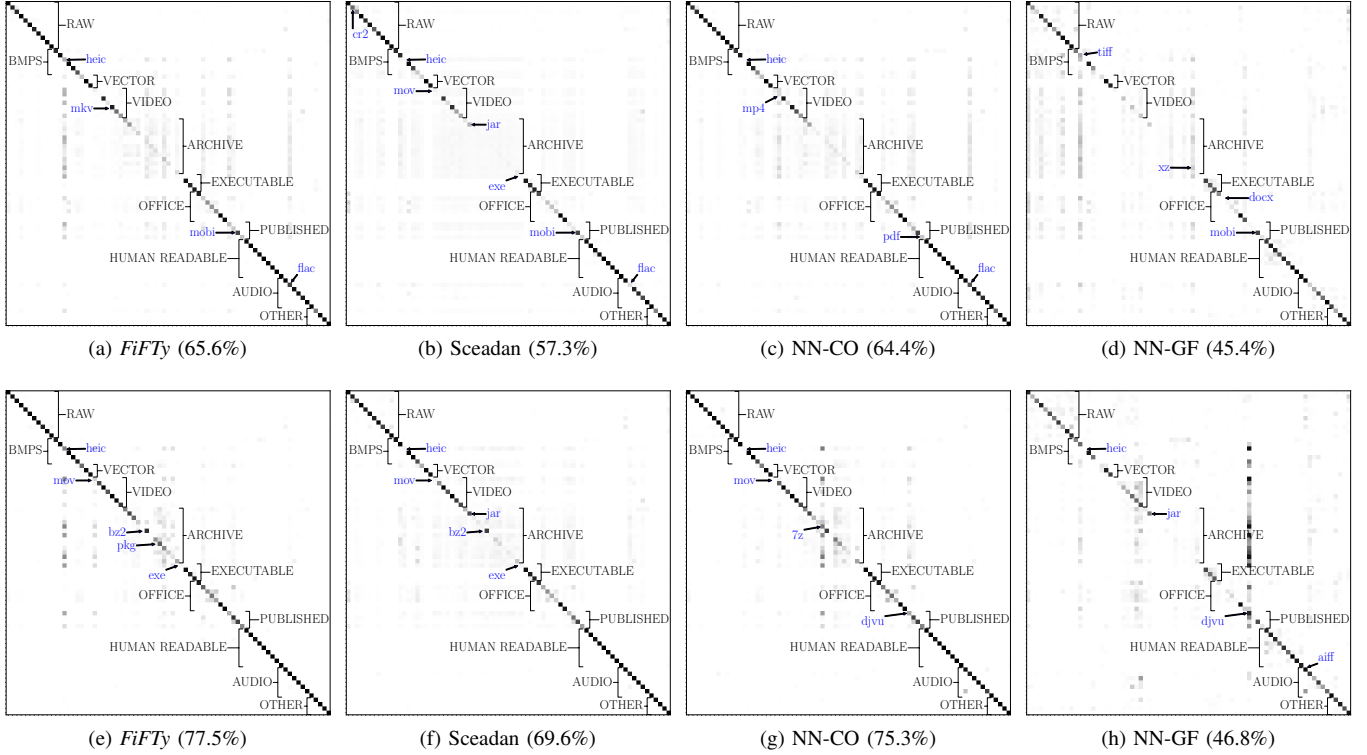 RAW
cr2
BMPS
heic
VECTOR
mkv
VIDEO
ARCHIVE
EXECUTABLE
OFFICE
mobi
PUBLISHED
HUMAN READABLE
flac
AUDIO
OTHER
(a) FiFTy (65.6%)
RAW
BMPS
heic
VECTOR
mov
VIDEO
jar
ARCHIVE
exe
EXECUTABLE
OFFICE
mobi
PUBLISHED
HUMAN READABLE
flac
AUDIO
OTHER
(b) Sceadan (57.3%)
RAW
BMPS
heic
VECTOR
mp4
VIDEO
ARCHIVE
EXECUTABLE
OFFICE
pdf
PUBLISHED
HUMAN READABLE
flac
AUDIO
OTHER
(c) NN-CO (64.4%)
RAW
BMPS
tiff
VECTOR
VIDEO
ARCHIVE
xz
EXECUTABLE
docx
OFFICE
mobi
PUBLISHED
HUMAN READABLE
AUDIO
OTHER
(d) NN-GF (45.4%)
RAW
BMPS
heic
VECTOR
mov
VIDEO
bz2
ARCHIVE
pkg
exe
EXECUTABLE
OFFICE
PUBLISHED
HUMAN READABLE
AUDIO
OTHER
(e) FiFTy (77.5%)
RAW
BMPS
heic
VECTOR
mov
VIDEO
jar
bz2
ARCHIVE
exe
EXECUTABLE
OFFICE
PUBLISHED
HUMAN READABLE
AUDIO
OTHER
(f) Sceadan (69.6%)
RAW
BMPS
heic
VECTOR
mov
VIDEO
7z
ARCHIVE
EXECUTABLE
OFFICE
djvu
PUBLISHED
HUMAN READABLE
AUDIO
OTHER
(g) NN-CO (75.3%)
RAW
BMPS
heic
VECTOR
VIDEO
jar
ARCHIVE
EXECUTABLE
OFFICE
djvu
PUBLISHED
HUMAN READABLE
aiff
AUDIO
OTHER
(h) NN-GF (46.8%)